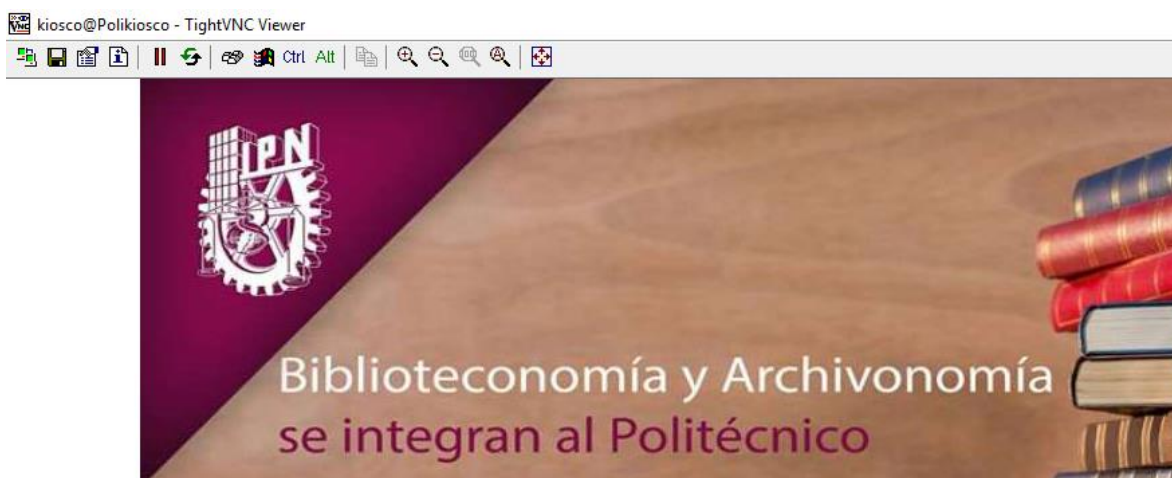 kiosco@Polikiosco - TightVNC Viewer
Ctrl Alt
IPN
Biblioteconomía y Archivonomía
se integran al Politécnico